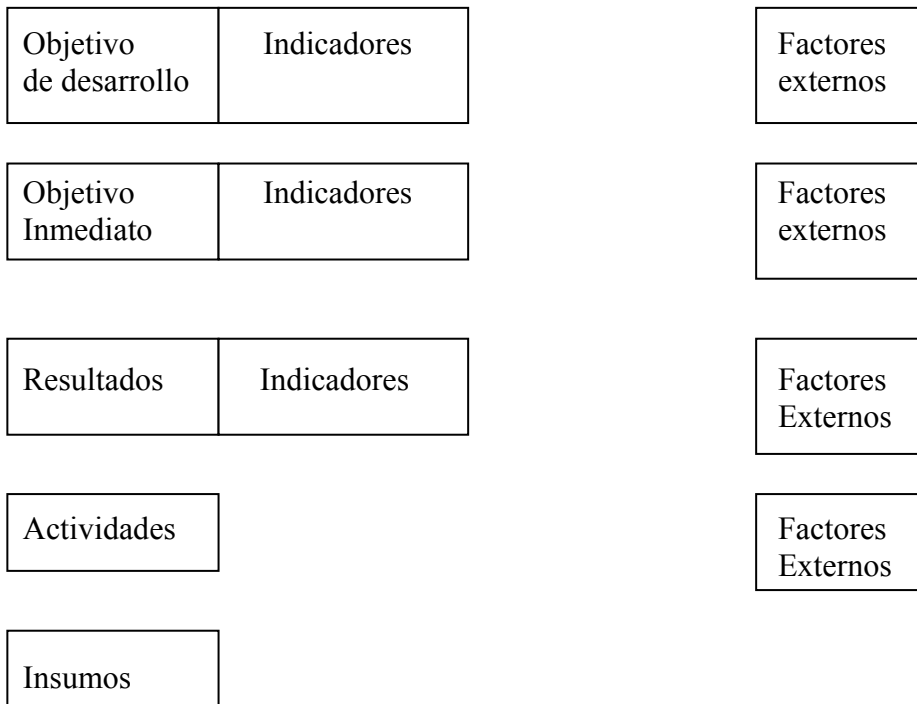 Objetivo
de desarrollo
Indicadores
Factores
externos
Objetivo
Inmediato
Indicadores
Factores
externos
Resultados
Indicadores
Factores
Externos
Actividades
Factores
Externos
Insumos